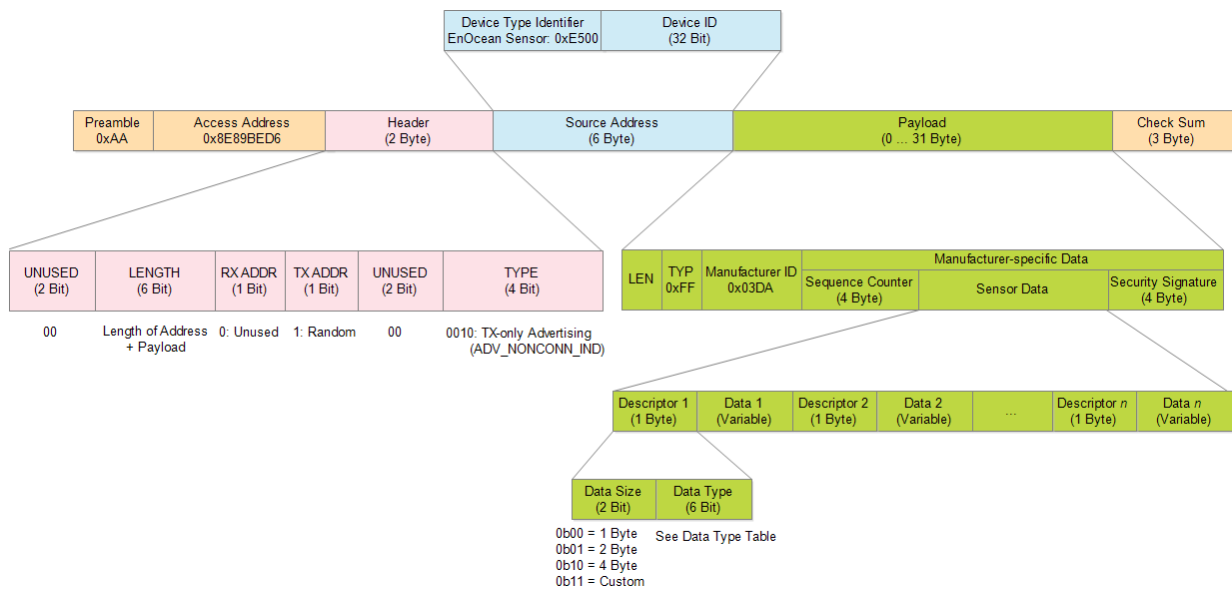 Device Type Identifier
EnOcean Sensor: 0xE500
Device ID
(32 Bit)
Preamble
0xAA
Access Address
0x8E89BED6
Header
(2 Byte)
Source Address
(6 Byte)
Payload
(0 ... 31 Byte)
Check Sum
(3 Byte)
UNUSED
(2 Bit)
LENGTH
(6 Bit)
RX ADDR
(1 Bit)
TX ADDR
(1 Bit)
UNUSED
(2 Bit)
TYPE
(4 Bit)
00
Length of Address
+ Payload
0: Unused
1: Random
00
0010: TX-only Advertising
(ADV_NONCONN_IND)
LEN
TYP
0xFF
Manufacturer ID
0x03DA
Manufacturer-specific Data
Sequence Counter
(4 Byte)
Sensor Data
Security Signature
(4 Byte)
Descriptor 1
(1 Byte)
Data 1
(Variable)
Descriptor 2
(1 Byte)
Data 2
(Variable)
...
Descriptor n
(1 Byte)
Data n
(Variable)
Data Size
(2 Bit)
Data Type
(6 Bit)
0b00 = 1 Byte
0b01 = 2 Byte
0b10 = 4 Byte
0b11 = Custom
See Data Type Table